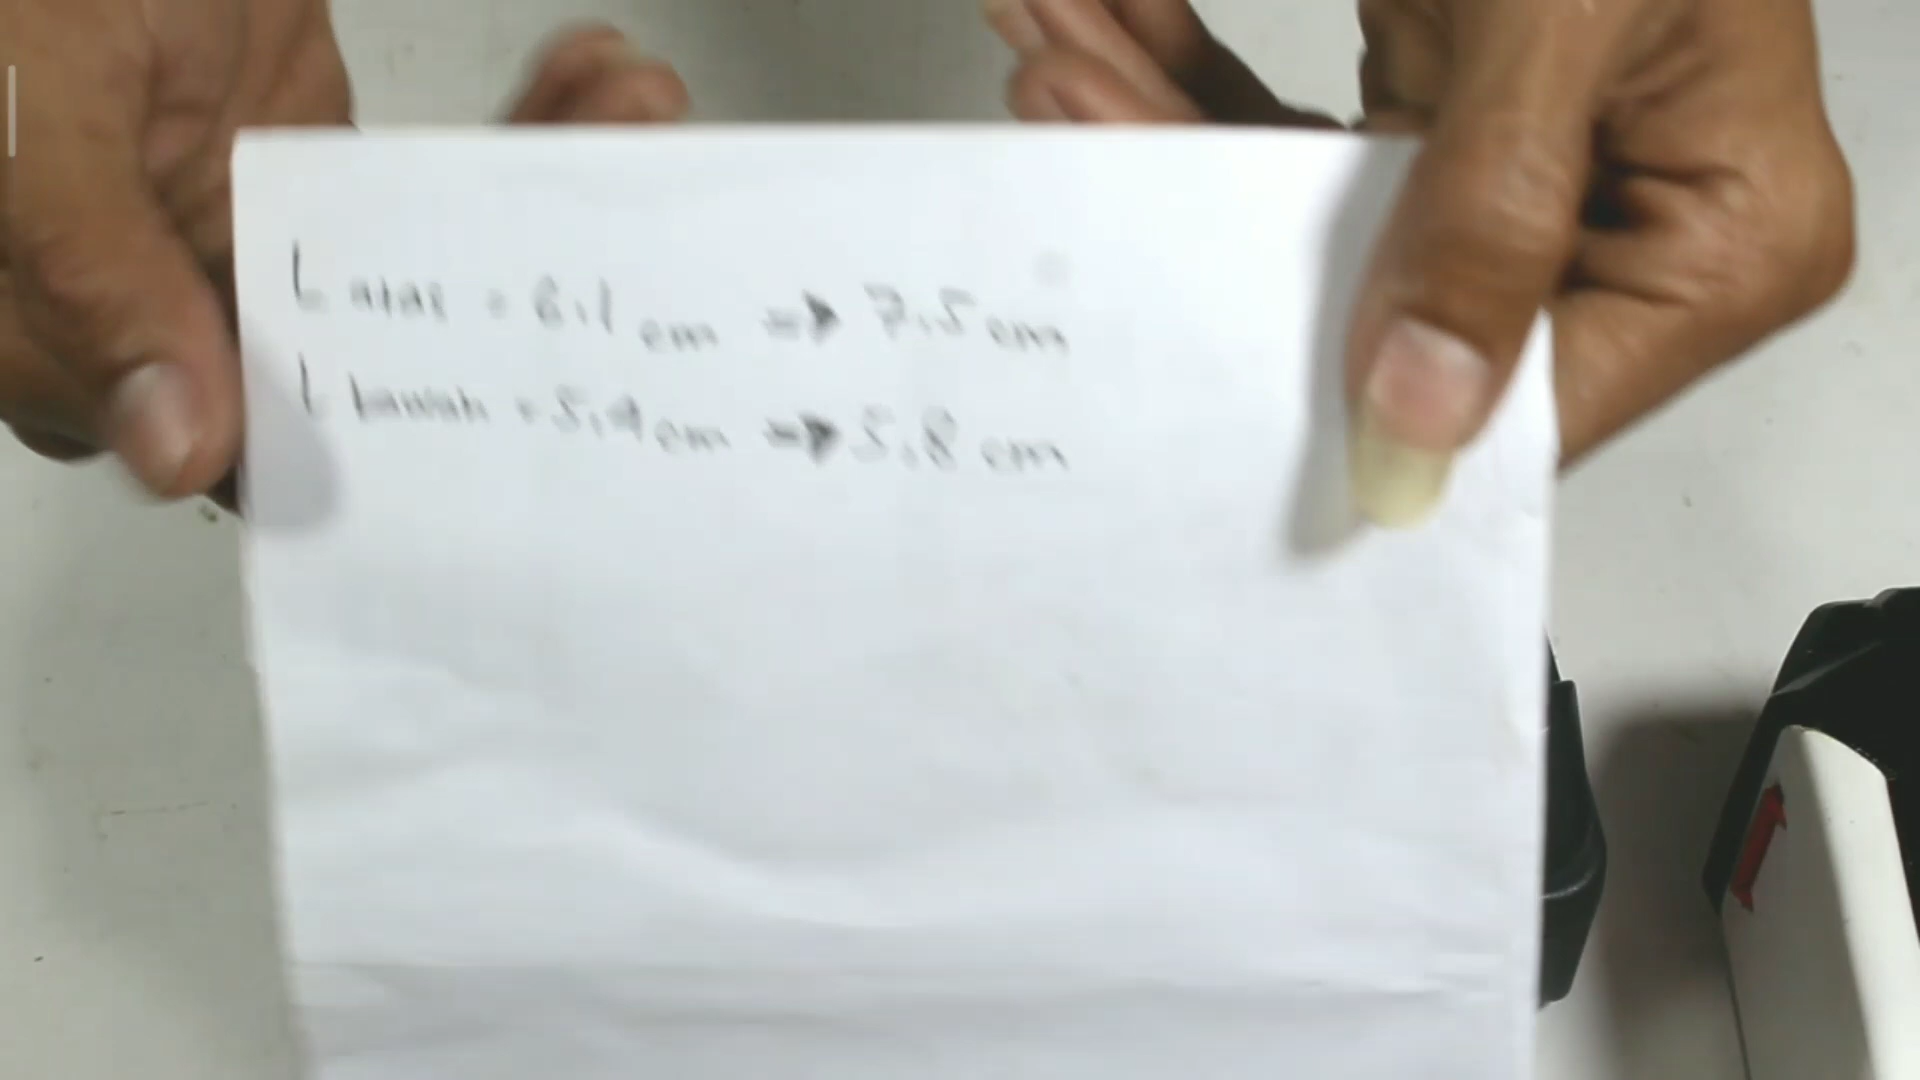 L atas = 6.1 cm => 7.5 cm
L bawah = 5.4 cm => 5.8 cm